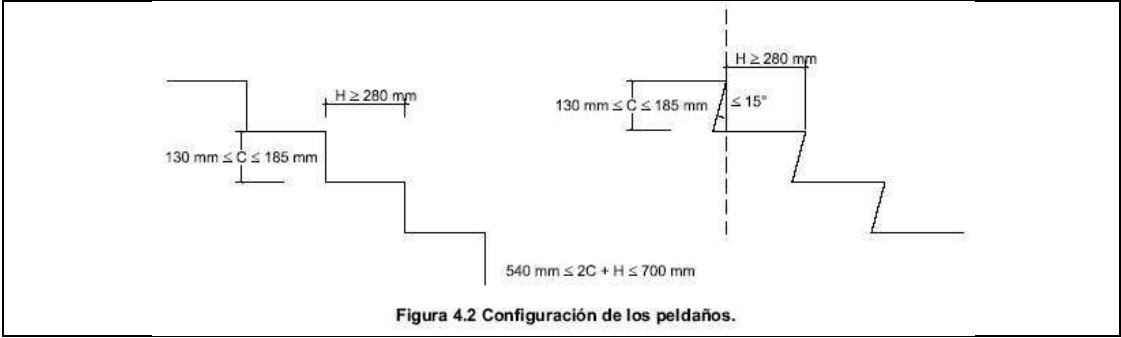 H ≥ 280 mm
130 mm ≤ C ≤ 185 mm
H ≥ 280 mm
130 mm ≤ C ≤ 185 mm
≤ 15°
540 mm ≤ 2C + H ≤ 700 mm
Figura 4.2 Configuración de los peldaños.